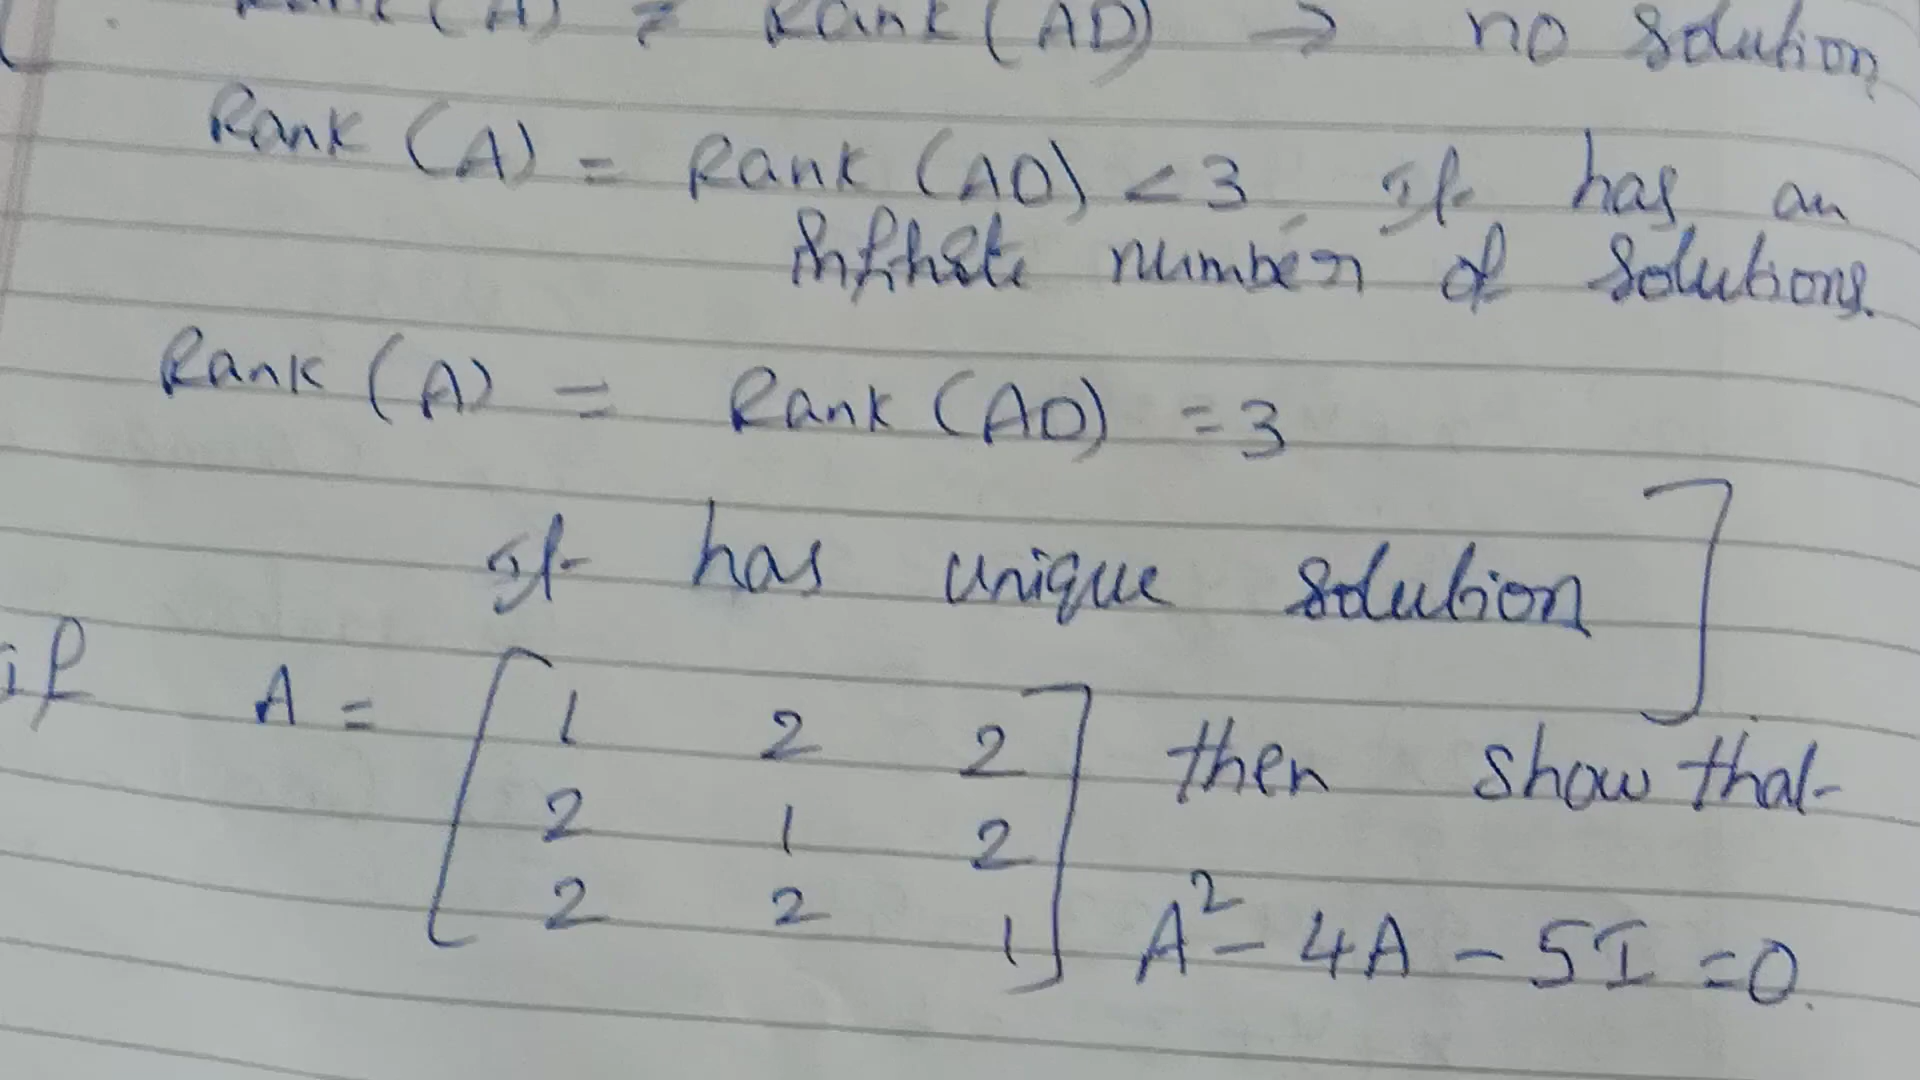 Rank (A) ≠ Rank (AD) → no solution
Rank (A) = Rank (AD) < 3, It has an
infinite number of solutions.
Rank (A) = Rank (AD) = 3
It has unique solution ]
if A = [ 1 2 2 ] then show that
2 1 2
2 2 1 A² - 4A - 5I = 0.